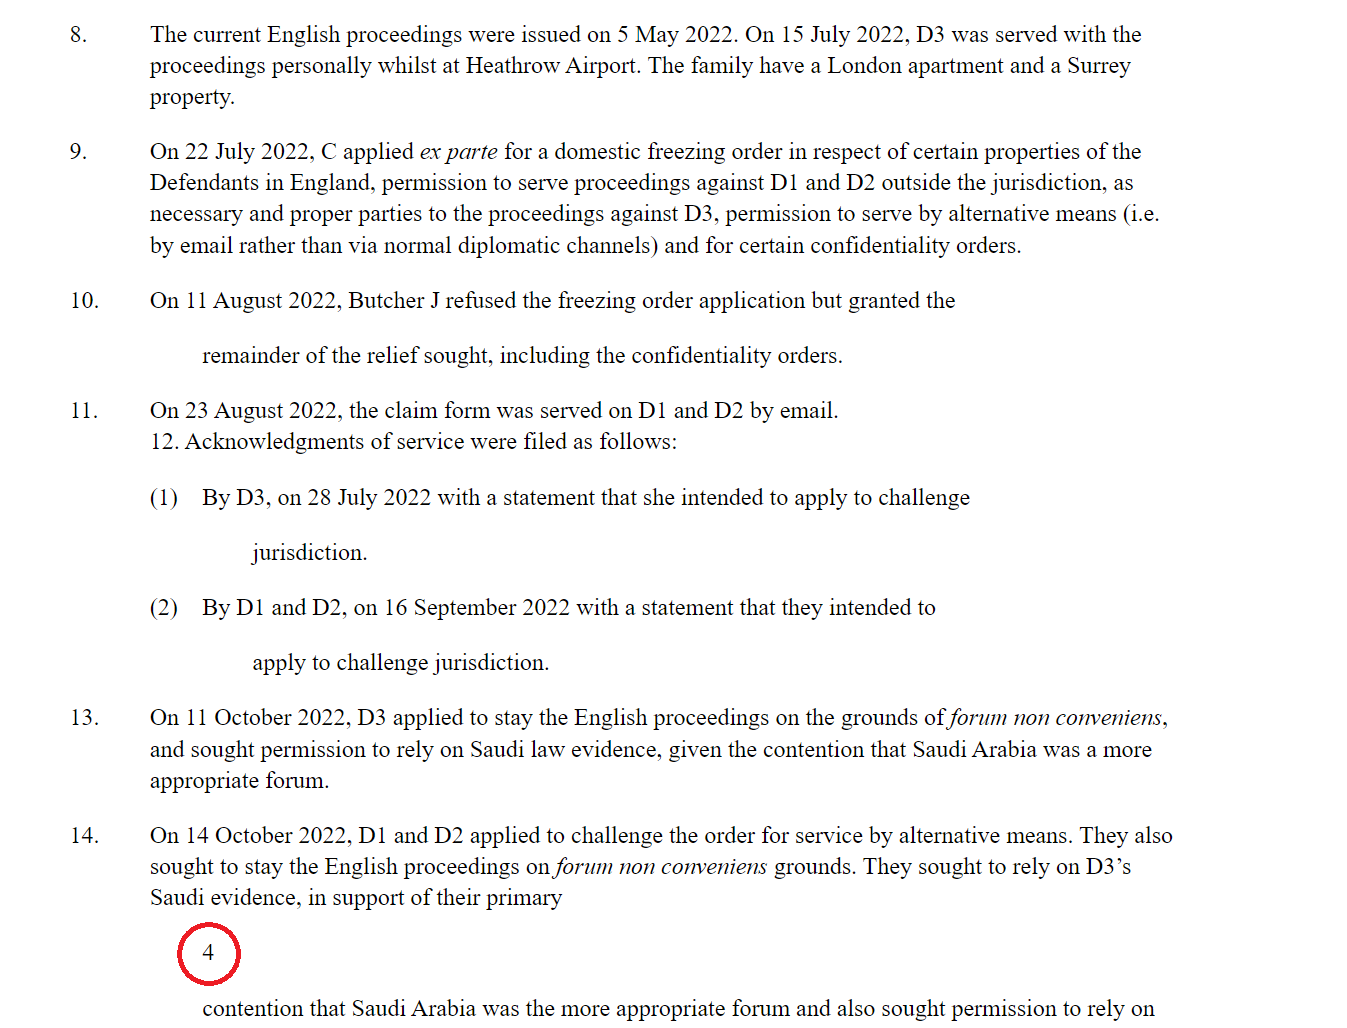 8. The current English proceedings were issued on 5 May 2022. On 15 July 2022, D3 was served with the
proceedings personally whilst at Heathrow Airport. The family have a London apartment and a Surrey
property.
9. On 22 July 2022, C applied ex parte for a domestic freezing order in respect of certain properties of the
Defendants in England, permission to serve proceedings against D1 and D2 outside the jurisdiction, as
necessary and proper parties to the proceedings against D3, permission to serve by alternative means (i.e.
by email rather than via normal diplomatic channels) and for certain confidentiality orders.
10. On 11 August 2022, Butcher J refused the freezing order application but granted the
remainder of the relief sought, including the confidentiality orders.
11. On 23 August 2022, the claim form was served on D1 and D2 by email.
12. Acknowledgments of service were filed as follows:
(1) By D3, on 28 July 2022 with a statement that she intended to apply to challenge
jurisdiction.
(2) By D1 and D2, on 16 September 2022 with a statement that they intended to
apply to challenge jurisdiction.
13. On 11 October 2022, D3 applied to stay the English proceedings on the grounds of forum non conveniens,
and sought permission to rely on Saudi law evidence, given the contention that Saudi Arabia was a more
appropriate forum.
14. On 14 October 2022, D1 and D2 applied to challenge the order for service by alternative means. They also
sought to stay the English proceedings on forum non conveniens grounds. They sought to rely on D3’s
Saudi evidence, in support of their primary
4
contention that Saudi Arabia was the more appropriate forum and also sought permission to rely on